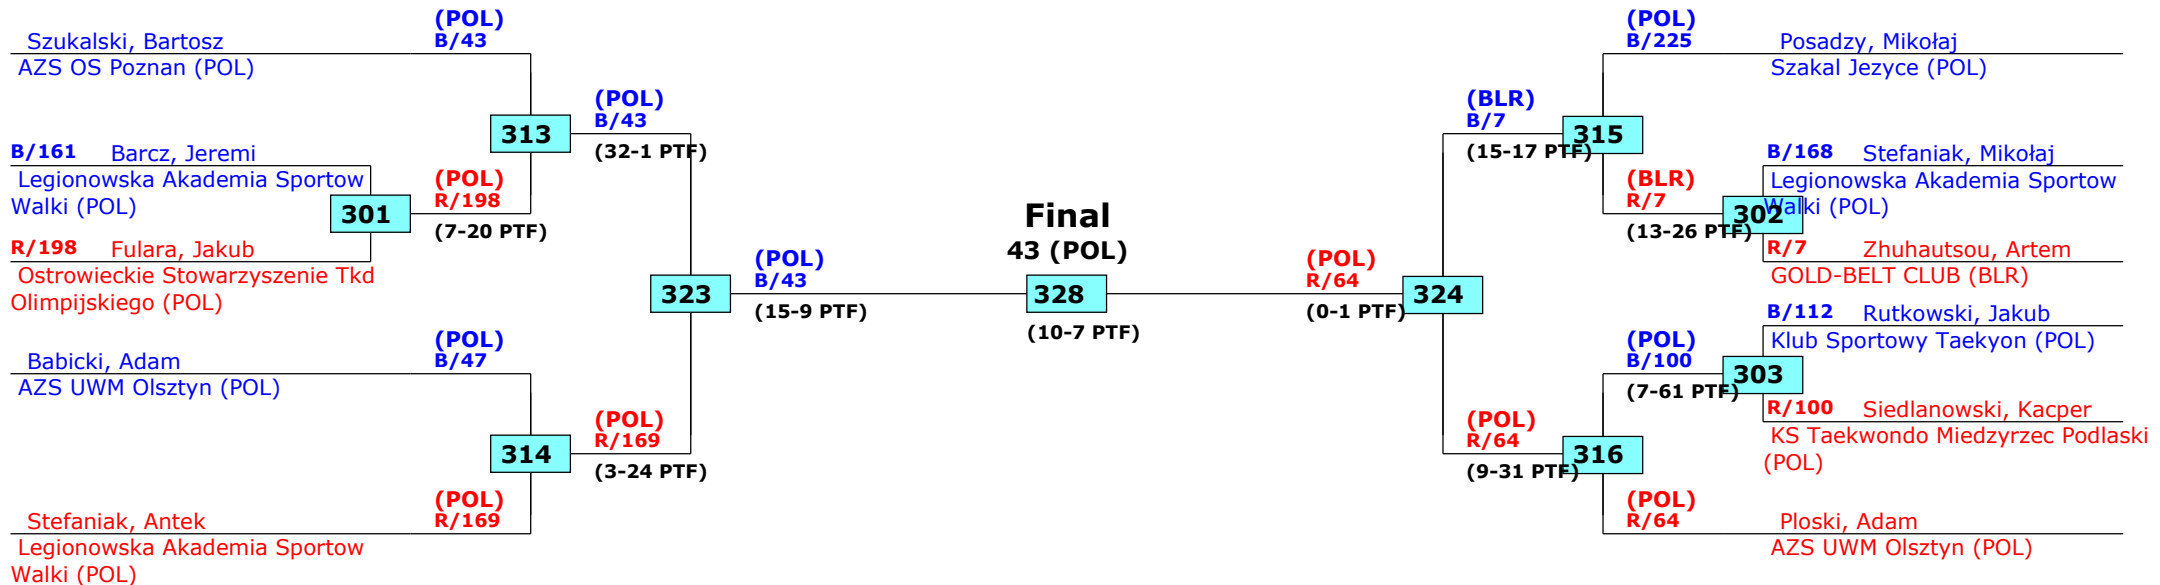 (POL)
Szukalski, Bartosz B/43
AZS OS Poznan (POL)
(POL)
313 B/43
(32-1 PTF)
B/161 Barcz, Jeremi
Legionowska Akademia Sportow
Walki (POL)
301
(POL)
R/198
(7-20 PTF)
R/198 Fulara, Jakub
Ostrowieckie Stowarzyszenie Tkd
Olimpijskiego (POL)
323
(POL)
B/43
(15-9 PTF)
(POL)
Babicki, Adam B/47
AZS UWM Olsztyn (POL)
314
(POL)
R/169
(3-24 PTF)
(POL)
Stefaniak, Antek R/169
Legionowska Akademia Sportow
Walki (POL)
Final
43 (POL)
328
(10-7 PTF)
(POL)
R/64
(0-1 PTF)
324
(POL)
B/225 Posadzy, Mikołaj
Szakal Jezyce (POL)
(BLR)
B/7
(15-17 PTF)
315
B/168 Stefaniak, Mikołaj
Legionowska Akademia Sportow
Walki (POL)
(BLR)
R/7
(13-26 PTF)
302
R/7 Zhuhautsou, Artem
GOLD-BELT CLUB (BLR)
B/112 Rutkowski, Jakub
Klub Sportowy Taekyon (POL)
(POL)
B/100
(7-61 PTF)
303
R/100 Siedlanowski, Kacper
KS Taekwondo Miedzyrzec Podlaski
(POL)
(POL)
R/64
(9-31 PTF)
316
(POL)
R/64 Ploski, Adam
AZS UWM Olsztyn (POL)